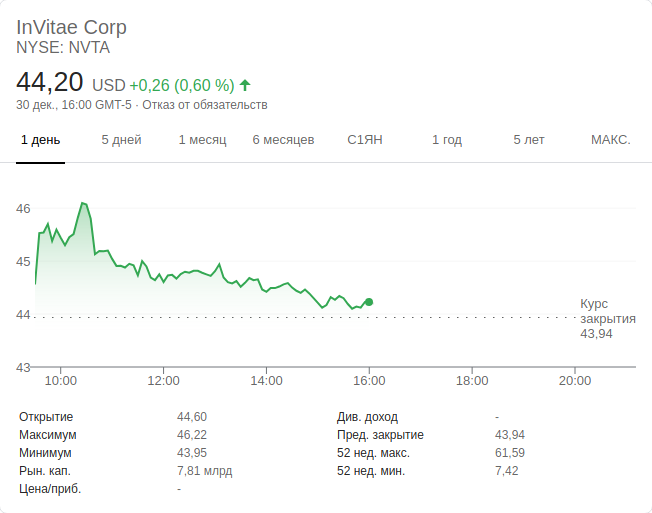 InVitae Corp
NYSE: NVTA
44,20 USD +0,26 (0,60 %)
30 дек., 16:00 GMT-5 · Отказ от обязательств
1 день 5 дней 1 месяц 6 месяцев С1ЯН 1 год 5 лет МАКС.
46
45
44
43
Курс
закрытия
43,94
10:00 12:00 14:00 16:00 18:00 20:00
Открытие 44,60 Див. доход -
Максимум 46,22 Пред. закрытие 43,94
Минимум 43,95 52 нед. макс. 61,59
Рын. кап. 7,81 млрд 52 нед. мин. 7,42
Цена/приб. -